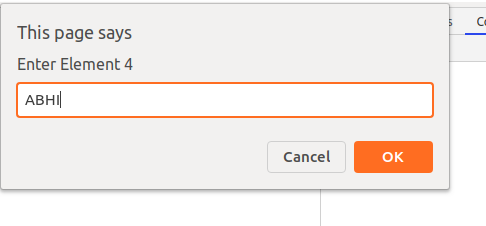 This page says
Enter Element 4
ABHI
Cancel
OK